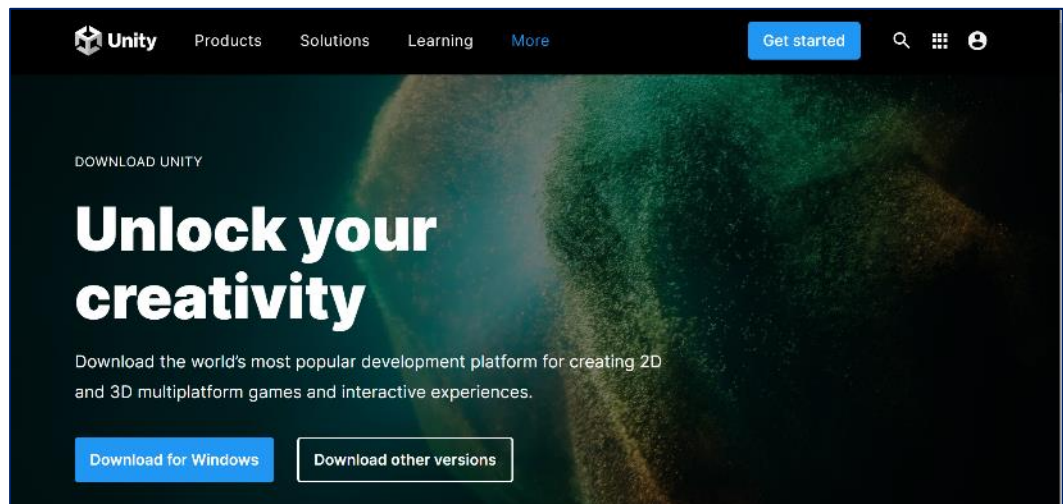 Unity Products Solutions Learning More Get started
DOWNLOAD UNITY
Unlock your
creativity
Download the world's most popular development platform for creating 2D
and 3D multiplatform games and interactive experiences.
Download for Windows Download other versions